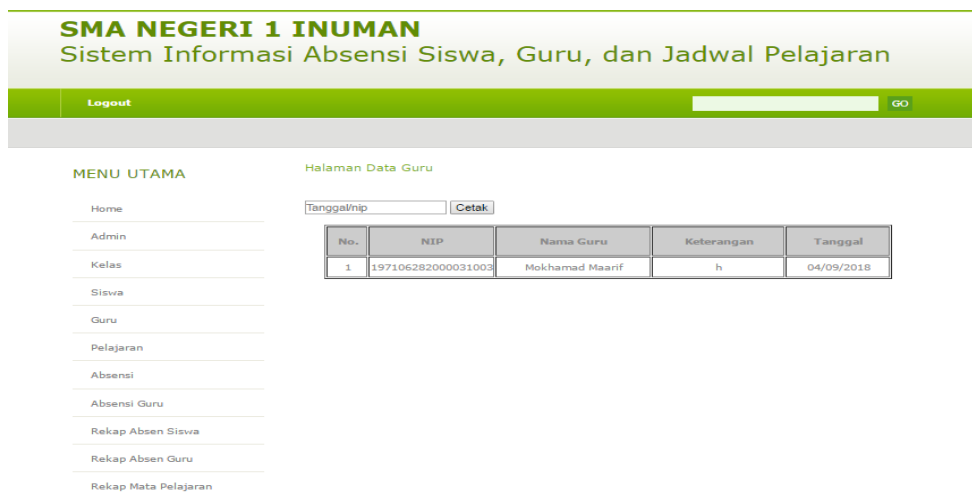 SMA NEGERI 1 INUMAN
Sistem Informasi Absensi Siswa, Guru, dan Jadwal Pelajaran
Logout GO
MENU UTAMA
Home
Admin
Kelas
Siswa
Guru
Pelajaran
Absensi
Absensi Guru
Rekap Absen Siswa
Rekap Absen Guru
Rekap Mata Pelajaran
Halaman Data Guru
Tanggal/nip Cetak
No. NIP Nama Guru Keterangan Tanggal
1 197106282000031003 Mokhamad Maarif h 04/09/2018